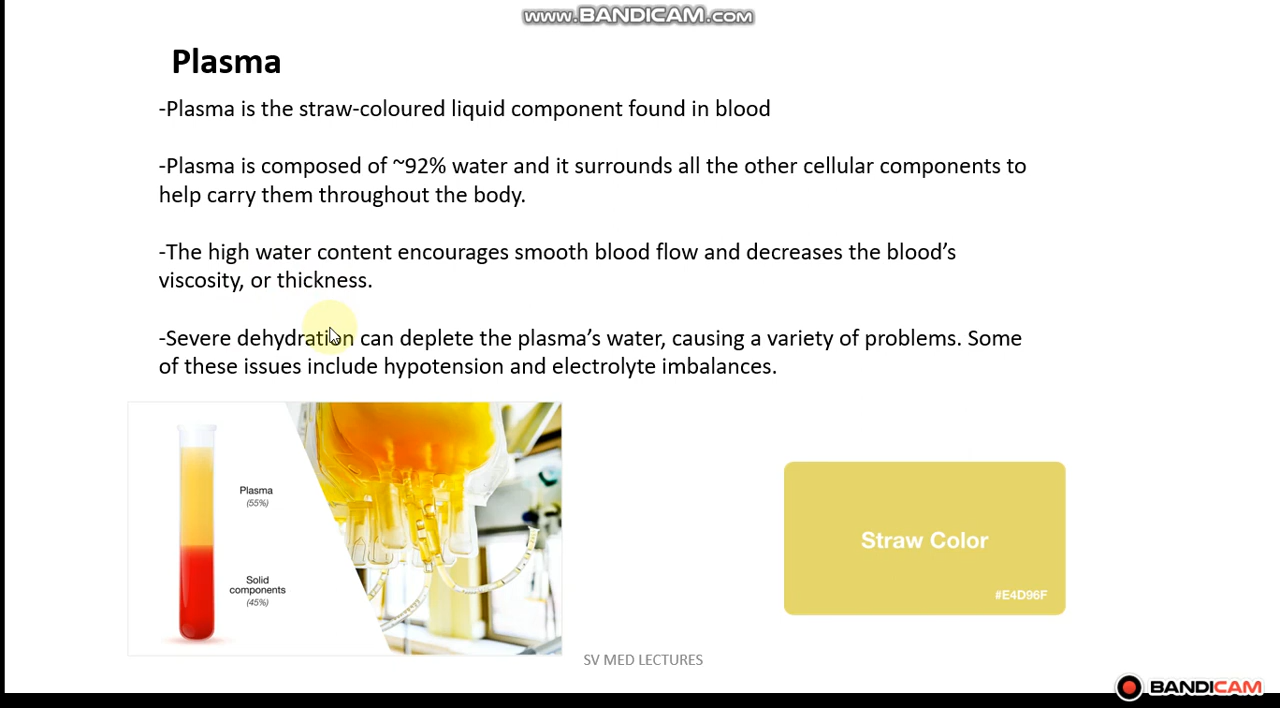 www.BANDICAM.com
Plasma
-Plasma is the straw-coloured liquid component found in blood
-Plasma is composed of ~92% water and it surrounds all the other cellular components to
help carry them throughout the body.
-The high water content encourages smooth blood flow and decreases the blood’s
viscosity, or thickness.
-Severe dehydration can deplete the plasma’s water, causing a variety of problems. Some
of these issues include hypotension and electrolyte imbalances.
Plasma
(55%)
Solid
components
(45%)
Straw Color
#E4D96F
SV MED LECTURES
BANDICAM